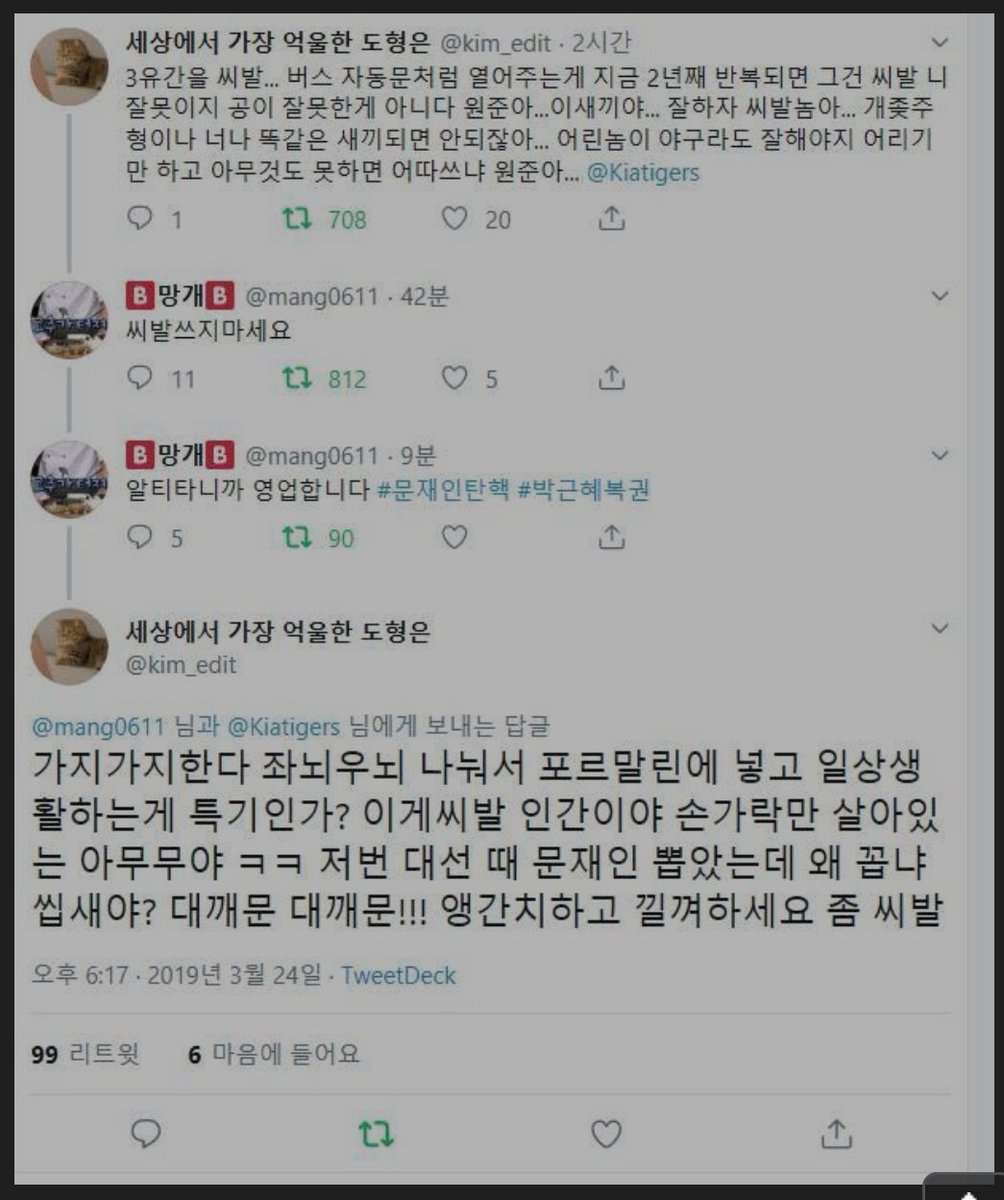 세상에서 가장 억울한 도형은 @kim_edit · 2시간
3유간을 씨발... 버스 자동문처럼 열어주는게 지금 2년째 반복되면 그건 씨발 니
잘못이지 공이 잘못한게 아니다 원준아...이새끼야... 잘하자 씨발놈아... 개좆주
형이나 너나 똑같은 새끼되면 안되잖아... 어린놈이 야구라도 잘해야지 어리기
만 하고 아무것도 못하면 어따쓰냐 원준아... @Kiatigers
1 708 20
🅱망개🅱 @mang0611 · 42분
씨발쓰지마세요
11 812 5
🅱망개🅱 @mang0611 · 9분
알티타니까 영업합니다 #문재인탄핵 #박근혜복권
5 90
세상에서 가장 억울한 도형은
@kim_edit
@mang0611 님과 @Kiatigers 님에게 보내는 답글
가지가지한다 좌뇌우뇌 나눠서 포르말린에 넣고 일상생
활하는게 특기인가? 이게씨발 인간이야 손가락만 살아있
는 아무무야 ㅋㅋ 저번 대선 때 문재인 뽑았는데 왜 꼽냐
씹새야? 대깨문 대깨문!!! 앵간치하고 낄껴하세요 좀 씨발
오후 6:17 · 2019년 3월 24일 · TweetDeck
99 리트윗 6 마음에 들어요